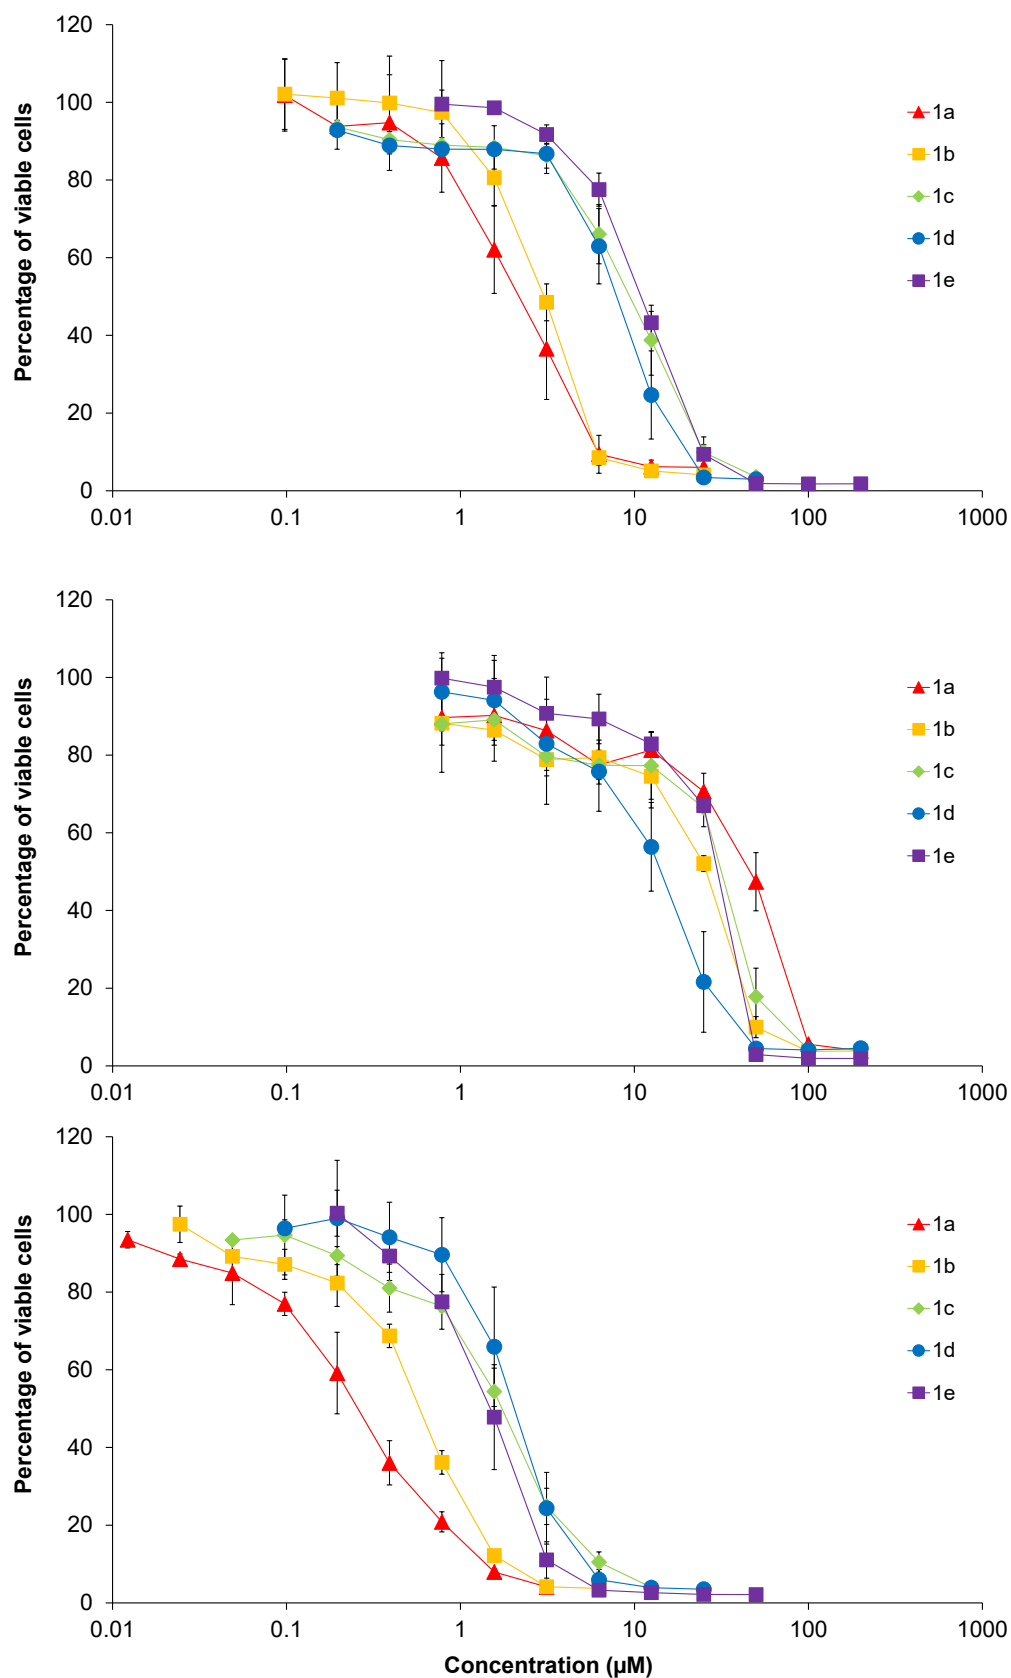 120
100
80
60
40
20
0
Percentage of viable cells
0.01 0.1 1 10 100 1000
1a
1b
1c
1d
1e
120
100
80
60
40
20
0
Percentage of viable cells
0.01 0.1 1 10 100 1000
1a
1b
1c
1d
1e
120
100
80
60
40
20
0
Percentage of viable cells
0.01 0.1 1 10 100 1000
1a
1b
1c
1d
1e
Concentration (µM)